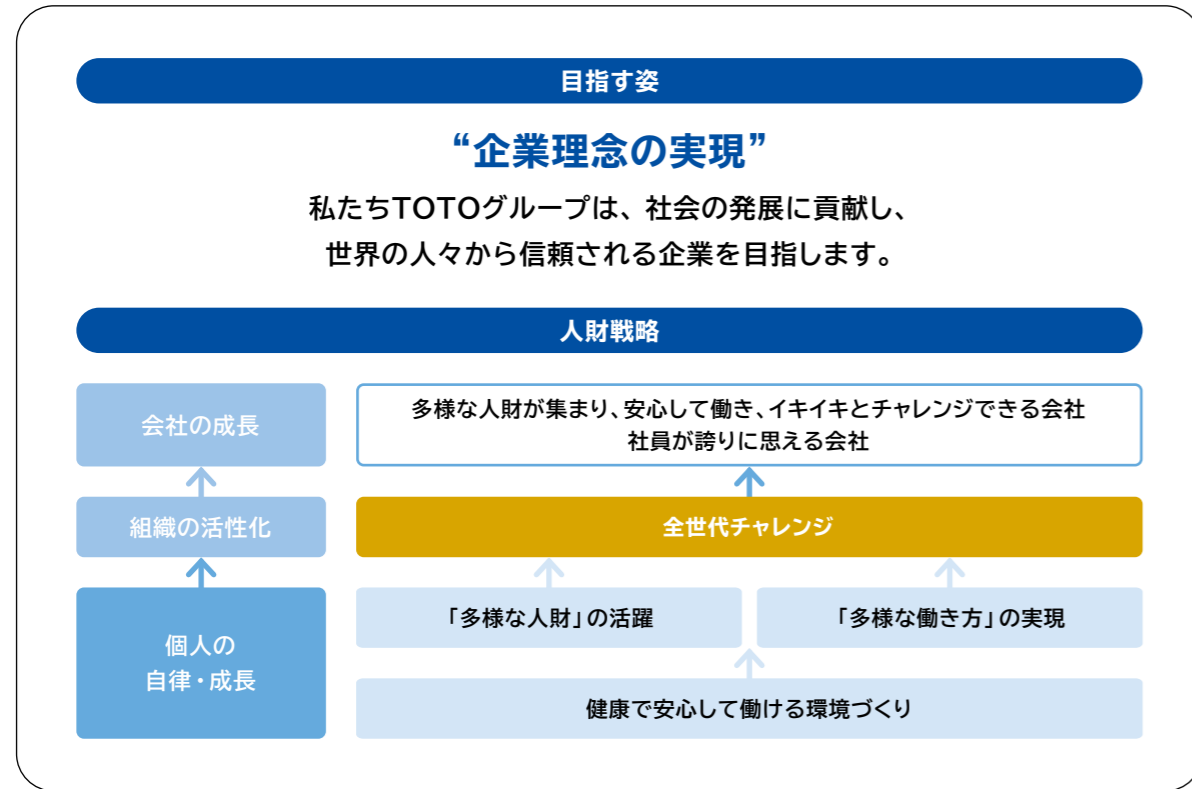 目指す姿
“企業理念の実現”
私たちTOTOグループは、社会の発展に貢献し、
世界の人々から信頼される企業を目指します。
人財戦略
会社の成長
多様な人財が集まり、安心して働き、イキイキとチャレンジできる会社
社員が誇りに思える会社
組織の活性化
全世代チャレンジ
個人の
自律・成長
「多様な人財」の活躍
「多様な働き方」の実現
健康で安心して働ける環境づくり